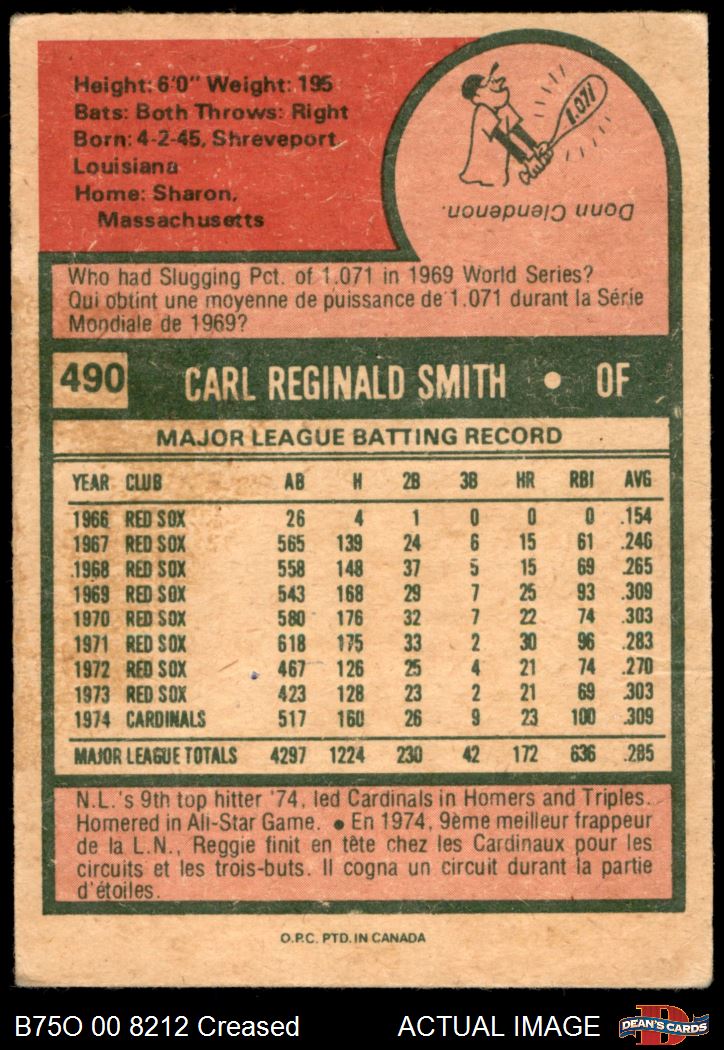 Height: 6'0" Weight: 195
Bats: Both Throws: Right
Born: 4-2-45, Shreveport
Louisiana
Home: Sharon,
Massachusetts
1.071
Donn Clendenon.
Who had Slugging Pct. of 1.071 in 1969 World Series?
Qui obtint une moyenne de puissance de 1.071 durant la Série
Mondiale de 1969?
490 CARL REGINALD SMITH • OF
MAJOR LEAGUE BATTING RECORD
YEAR CLUB AB H 2B 3B HR RBI AVG
1966 RED SOX 26 4 1 0 0 0 .154
1967 RED SOX 565 139 24 6 15 61 .246
1968 RED SOX 558 148 37 5 15 69 .265
1969 RED SOX 543 168 29 7 25 93 .309
1970 RED SOX 580 176 32 7 22 74 .303
1971 RED SOX 618 175 33 2 30 96 .283
1972 RED SOX 467 126 25 4 21 74 .270
1973 RED SOX 423 128 23 2 21 69 .303
1974 CARDINALS 517 160 26 9 23 100 .309
MAJOR LEAGUE TOTALS 4297 1224 230 42 172 636 .285
N.L.'s 9th top hitter '74, led Cardinals in Homers and Triples.
Homered in All-Star Game. • En 1974, 9ème meilleur frappeur
de la L.N., Reggie finit en tête chez les Cardinaux pour les
circuits et les trois-buts. Il cogna un circuit durant la partie
d'étoiles.
O.P.C. PTD. IN CANADA
B75O 00 8212 Creased ACTUAL IMAGE
DEAN'S CARDS